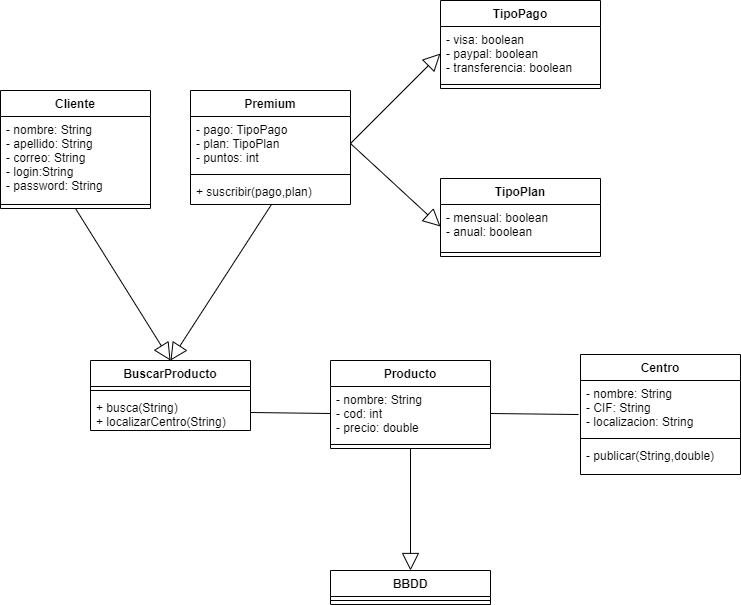 TipoPago
- visa: boolean
- paypal: boolean
- transferencia: boolean
Cliente
- nombre: String
- apellido: String
- correo: String
- login:String
- password: String
Premium
- pago: TipoPago
- plan: TipoPlan
- puntos: int
+ suscribir(pago,plan)
TipoPlan
- mensual: boolean
- anual: boolean
BuscarProducto
+ busca(String)
+ localizarCentro(String)
Producto
- nombre: String
- cod: int
- precio: double
Centro
- nombre: String
- CIF: String
- localizacion: String
- publicar(String,double)
BBDD